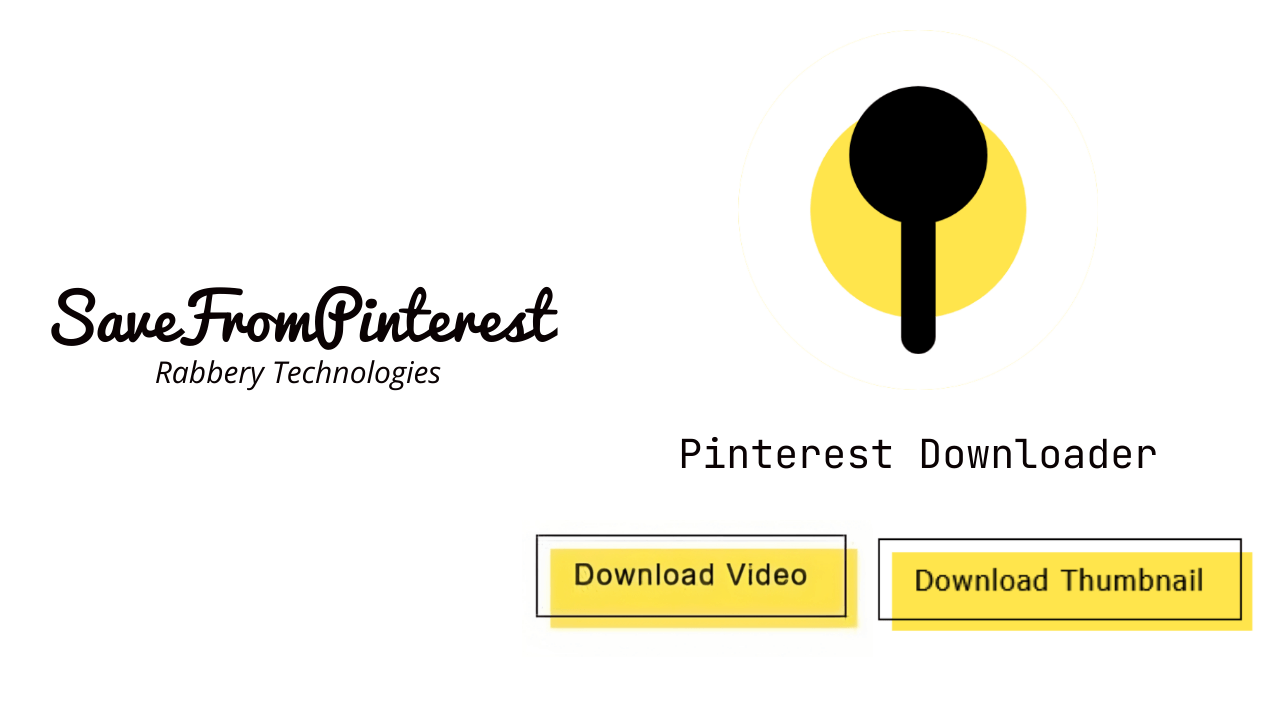 SaveFromPinterest
Rabbery Technologies
Pinterest Downloader
Download Video
Download Thumbnail